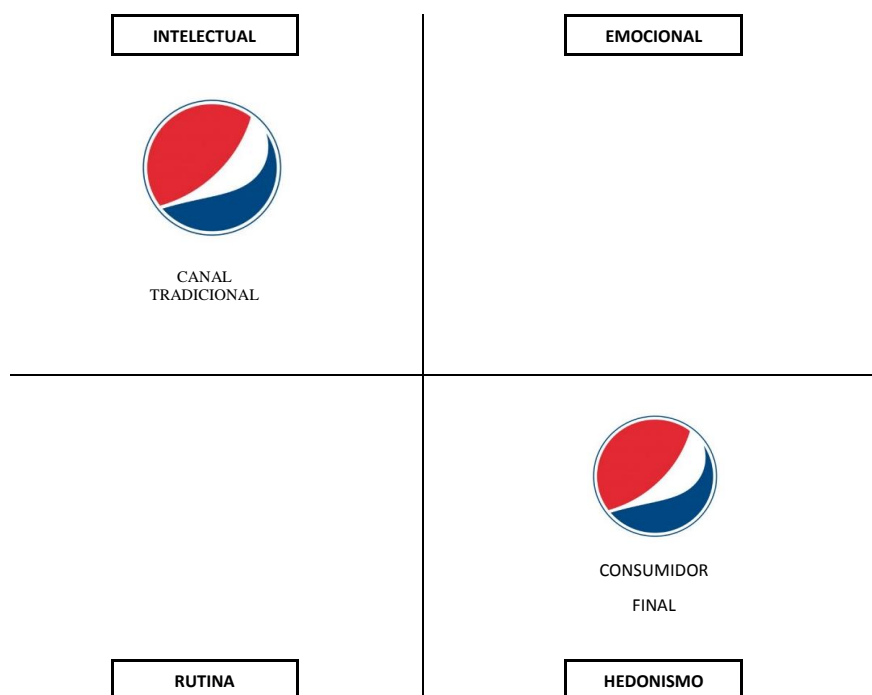 INTELECTUAL
EMOCIONAL
CANAL
TRADICIONAL
CONSUMIDOR
FINAL
RUTINA
HEDONISMO